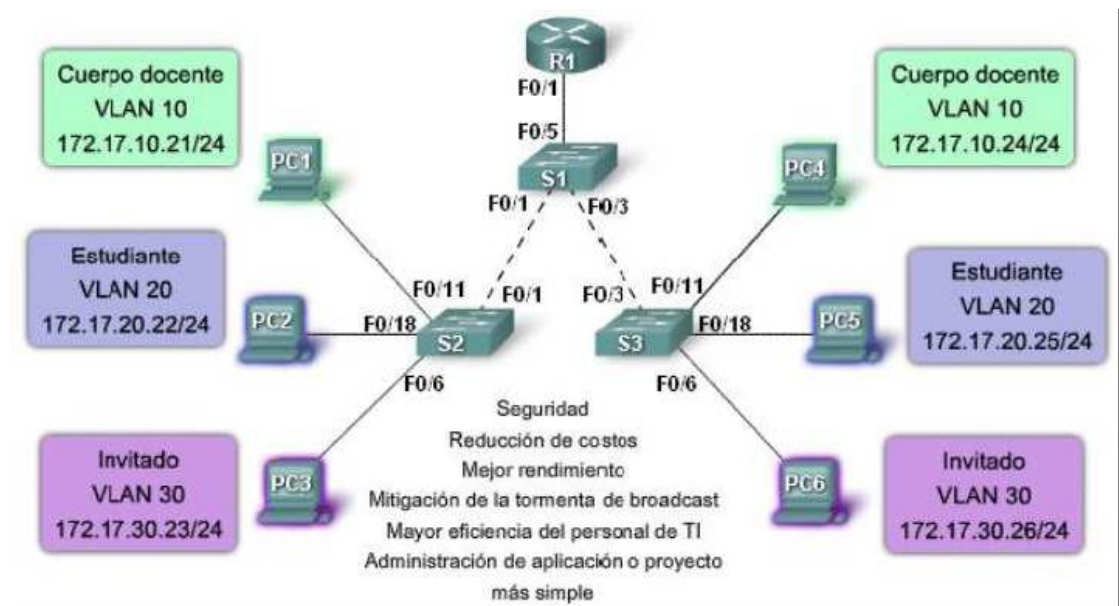 Cuerpo docente
VLAN 10
172.17.10.21/24
PC1
R1
F0/1
F0/5
S1
F0/1
F0/3
Cuerpo docente
VLAN 10
172.17.10.24/24
PC4
Estudiante
VLAN 20
172.17.20.22/24
PC2
F0/11
F0/1
F0/18
S2
F0/6
F0/3
F0/11
F0/18
S3
F0/6
Estudiante
VLAN 20
172.17.20.25/24
PC5
Invitado
VLAN 30
172.17.30.23/24
PC3
Seguridad
Reducción de costos
Mejor rendimiento
Mitigación de la tormenta de broadcast
Mayor eficiencia del personal de TI
Administración de aplicación o proyecto
más simple
PC6
Invitado
VLAN 30
172.17.30.26/24